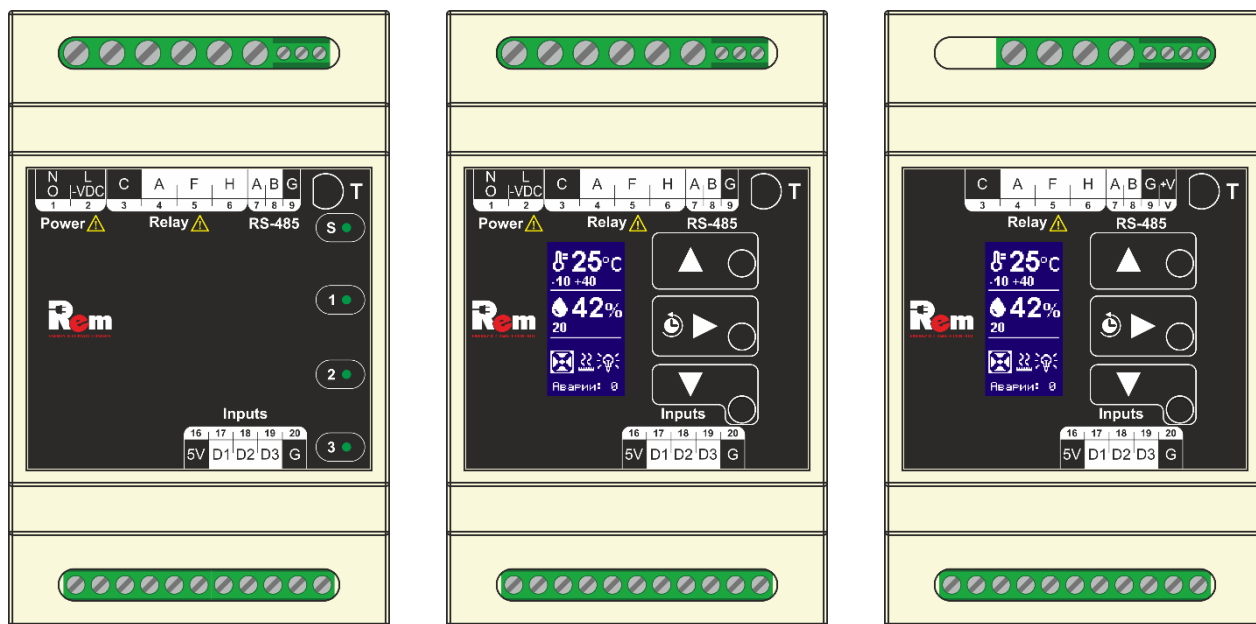 N L C A F H A B G
O -VDC
T
1 2 3 4 5 6 7 8 9
Power Relay RS-485
S
1
Rem
2
Inputs
16 17 18 19 20
5V D1 D2 D3 G
3
N L C A F H A B G
O -VDC
T
1 2 3 4 5 6 7 8 9
Power Relay RS-485
25°C
-10 +40
42%
20
Rem
Аварии: 0
Inputs
16 17 18 19 20
5V D1 D2 D3 G
C A F H A B G +V
T
3 4 5 6 7 8 9 V
Relay RS-485
25°C
-10 +40
42%
20
Rem
Аварии: 0
Inputs
16 17 18 19 20
5V D1 D2 D3 G